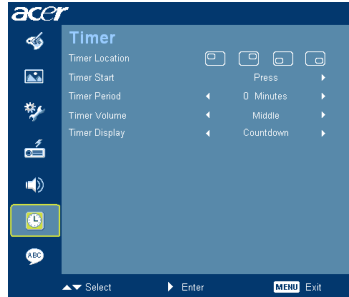 acer
Timer
Timer Location
Timer Start Press
Timer Period 0 Minutes
Timer Volume Middle
Timer Display Countdown
ABC
Select Enter MENU Exit